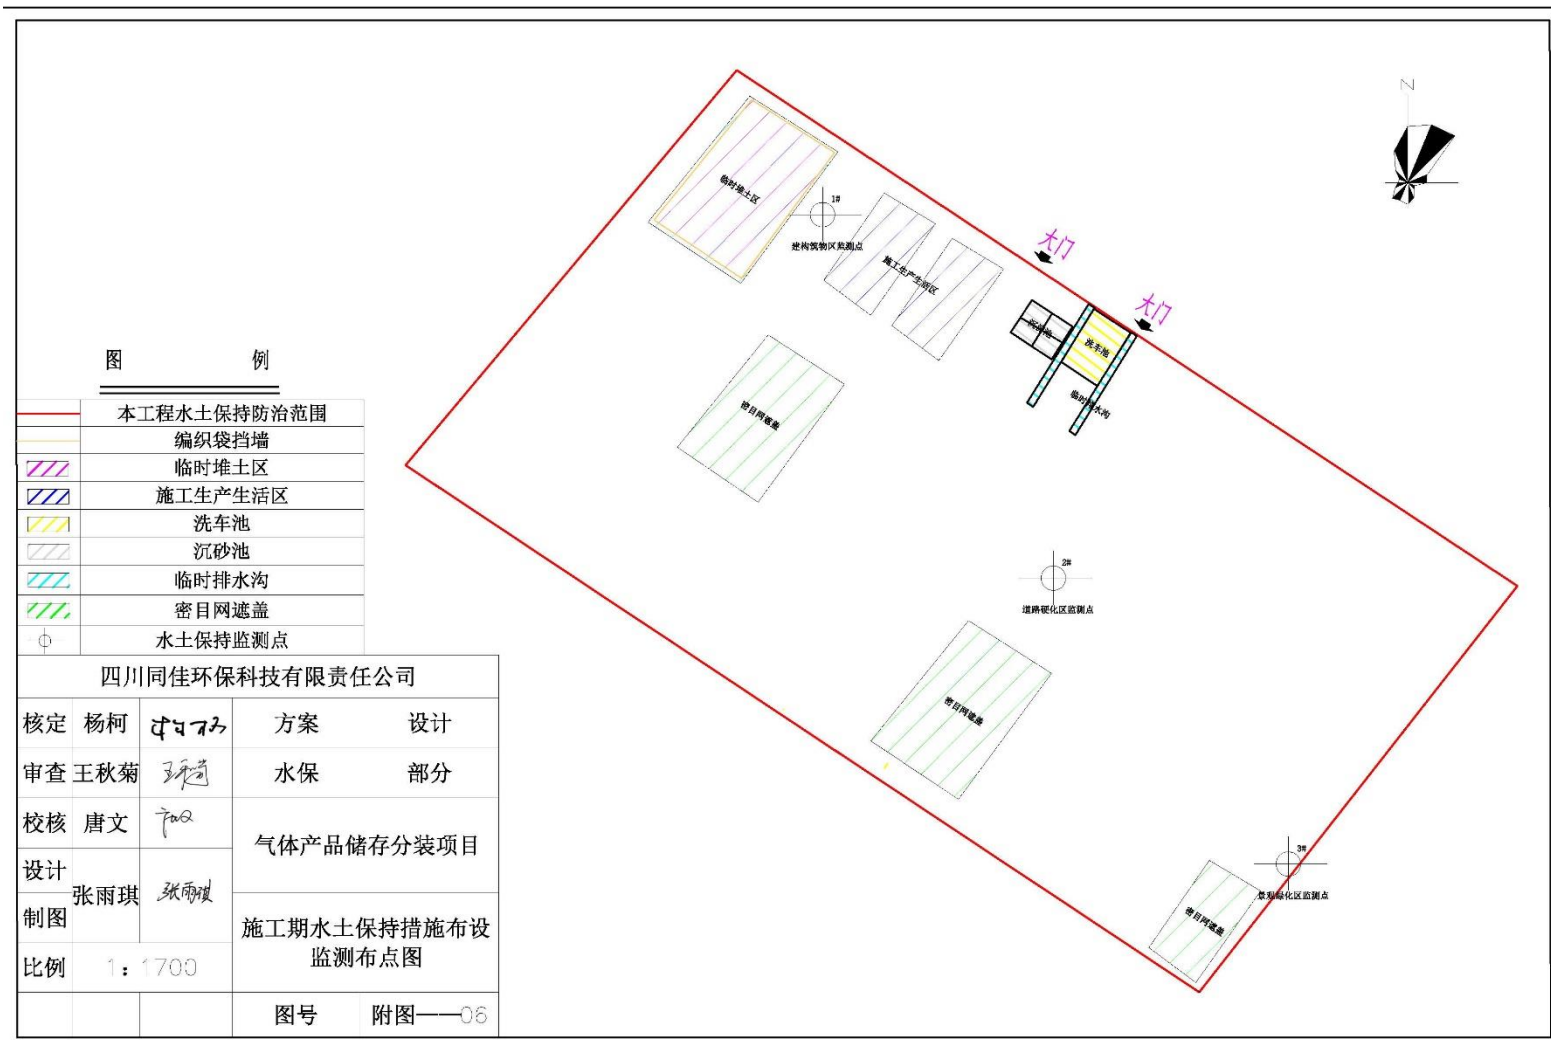 N
1#
临时堆土区
建构筑物区监测点
施工生产生活区
大门
大门
沉砂池
洗车池
临时排水沟
密目网遮盖
2#
道路硬化区监测点
密目网遮盖
3#
景观绿化区监测点
密目网遮盖
图 例
本工程水土保持防治范围
编织袋挡墙
临时堆土区
施工生产生活区
洗车池
沉砂池
临时排水沟
密目网遮盖
水土保持监测点
四川同佳环保科技有限责任公司
核定 杨柯 方案 设计
审查 王秋菊 王秋菊 水保 部分
校核 唐文 气体产品储存分装项目
设计
张雨琪 张雨琪
制图 施工期水土保持措施布设
监测布点图
比例 1：1700
图号 附图——06